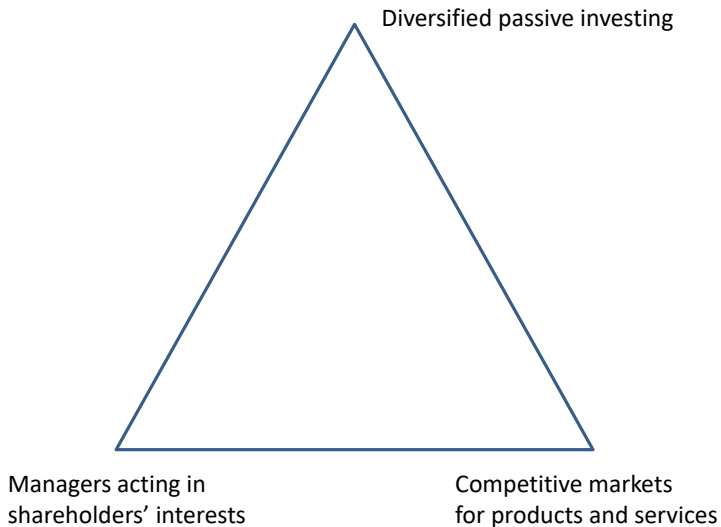 Diversified passive investing
Managers acting in
shareholders’ interests
Competitive markets
for products and services